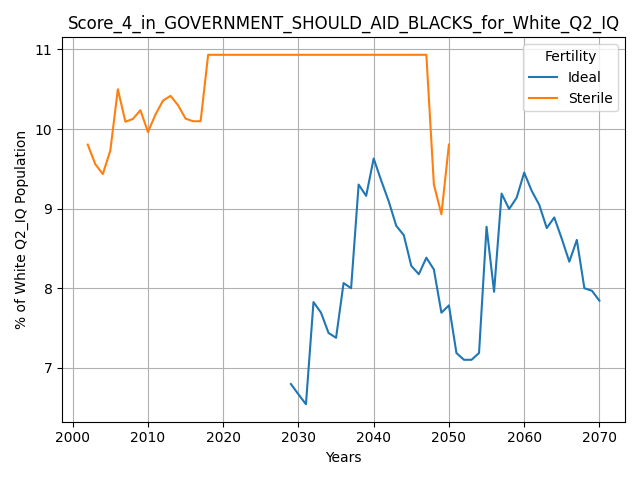 Score_4_in_GOVERNMENT_SHOULD_AID_BLACKS_for_White_Q2_IQ
Fertility
Ideal
Sterile
% of White Q2_IQ Population
11
10
9
8
7
2000 2010 2020 2030 2040 2050 2060 2070
Years